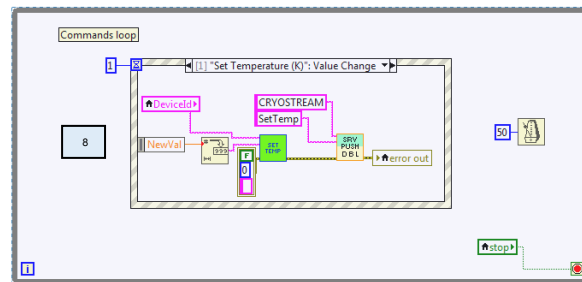 Commands loop
1
[1] "Set Temperature (K)": Value Change
DeviceId
CRYOSTREAM
SetTemp
8
NewVal
???
SET
TEMP
SRV
PUSH
DBL
50
F
0
error out
stop
i